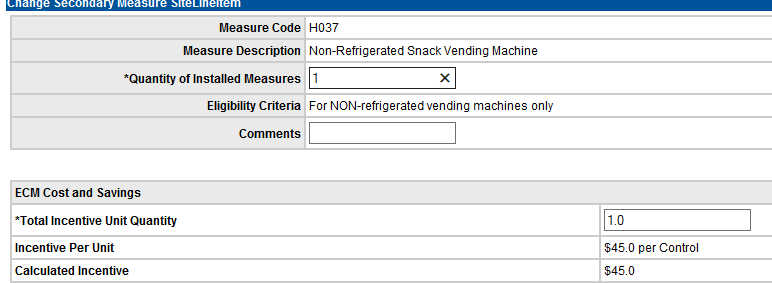 Change Secondary Measure SiteLineItem
Measure Code H037
Measure Description Non-Refrigerated Snack Vending Machine
*Quantity of Installed Measures 1
Eligibility Criteria For NON-refrigerated vending machines only
Comments
ECM Cost and Savings
*Total Incentive Unit Quantity 1.0
Incentive Per Unit $45.0 per Control
Calculated Incentive $45.0